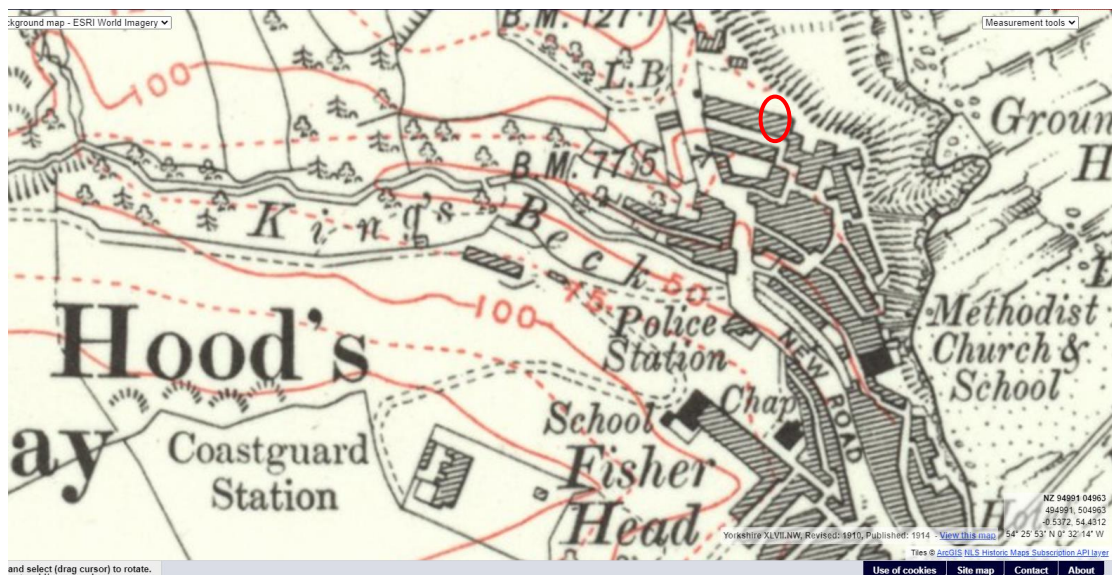 ckground map - ESRI World Imagery
Measurement tools
B.M. 127·1
L.B
100
Groun
H
B.M. 77·5
King's Beck
50
75
100
Hood's
ay
Police
Station
NEW ROAD
Methodist
Church &
School
Chap
School
Fisher
Head
Coastguard
Station
NZ 94991 04963
494991, 504963
-0.5372, 54.4312
54° 25' 53" N 0° 32' 14" W
Yorkshire XLVII.NW, Revised: 1910, Published: 1914 - View this map
Tiles © ArcGIS NLS Historic Maps Subscription API layer
and select (drag cursor) to rotate.
Use of cookies
Site map
Contact
About